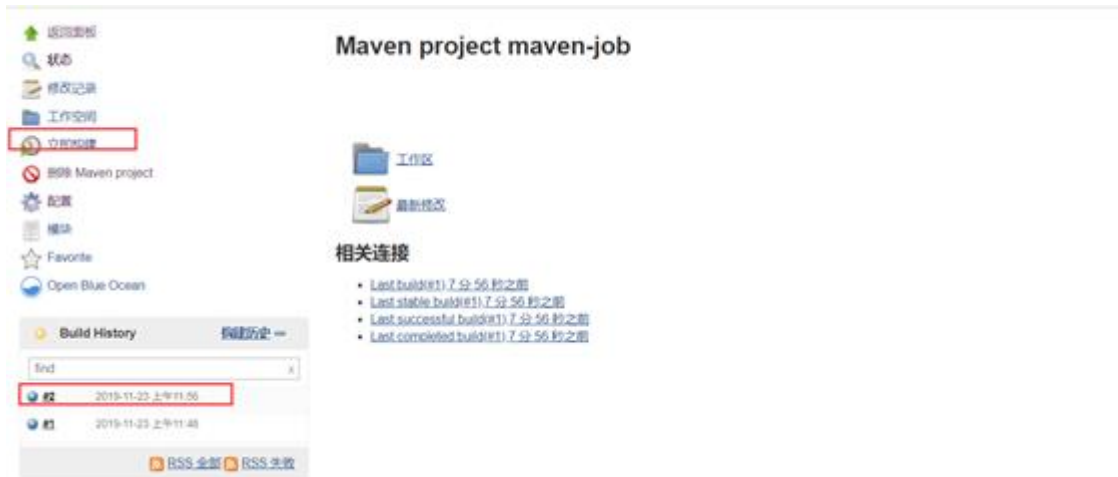 返回面板
状态
修改记录
工作空间
立即构建
删除 Maven project
配置
模块
Favorite
Open Blue Ocean
Build History 构建历史
find x
#2 2019-11-23 上午11:56
#1 2019-11-23 上午11:48
RSS 全部 RSS 失败
Maven project maven-job
工作区
最新修改
相关连接
Last build(#1),7 分 56 秒之前
Last stable build(#1),7 分 56 秒之前
Last successful build(#1),7 分 56 秒之前
Last completed build(#1),7 分 56 秒之前